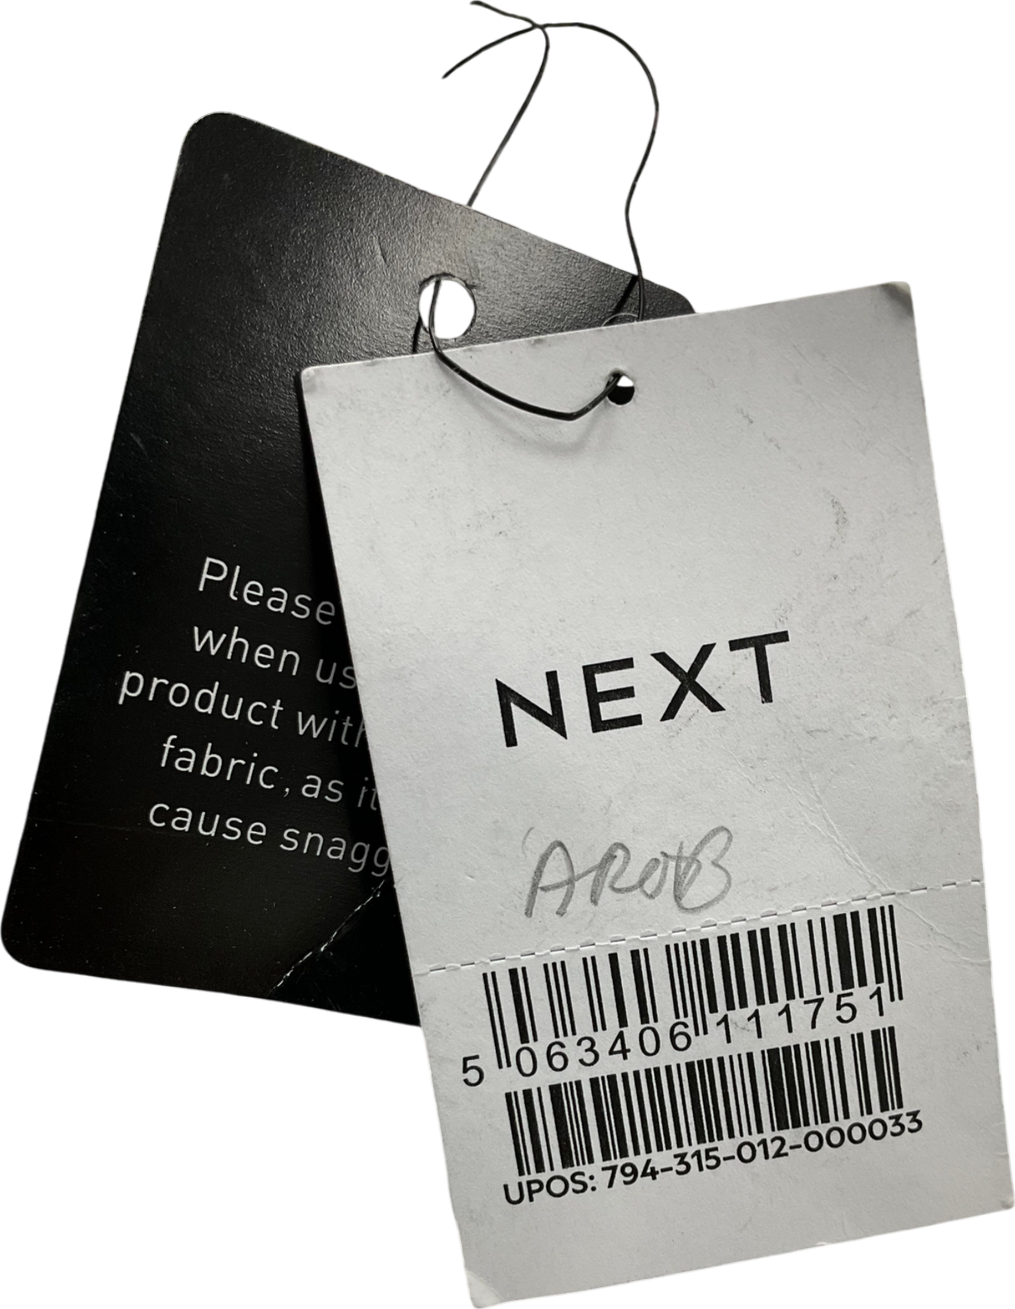 Please
when us
product with
fabric, as it
cause snagg
NEXT
5 063406 111751
UPOS: 794-315-012-000033